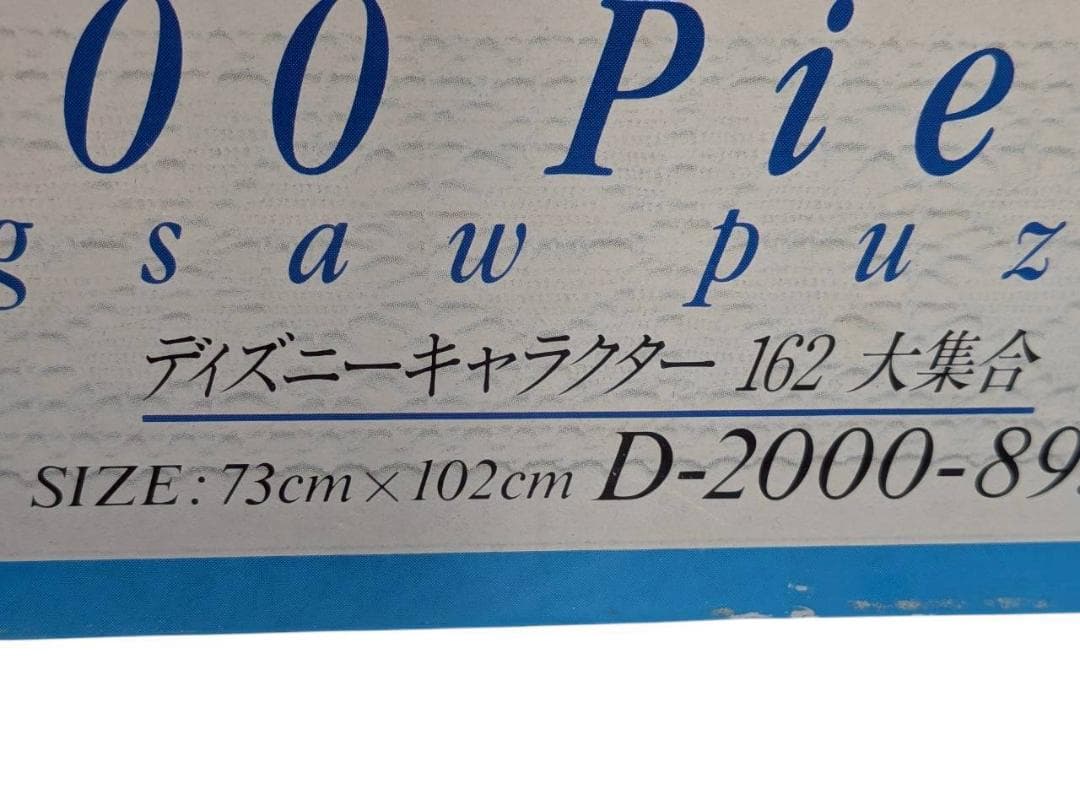 00 Pie
g saw puz
ディズニーキャラクター 162 大集合
SIZE : 73cm×102cm D-2000-89